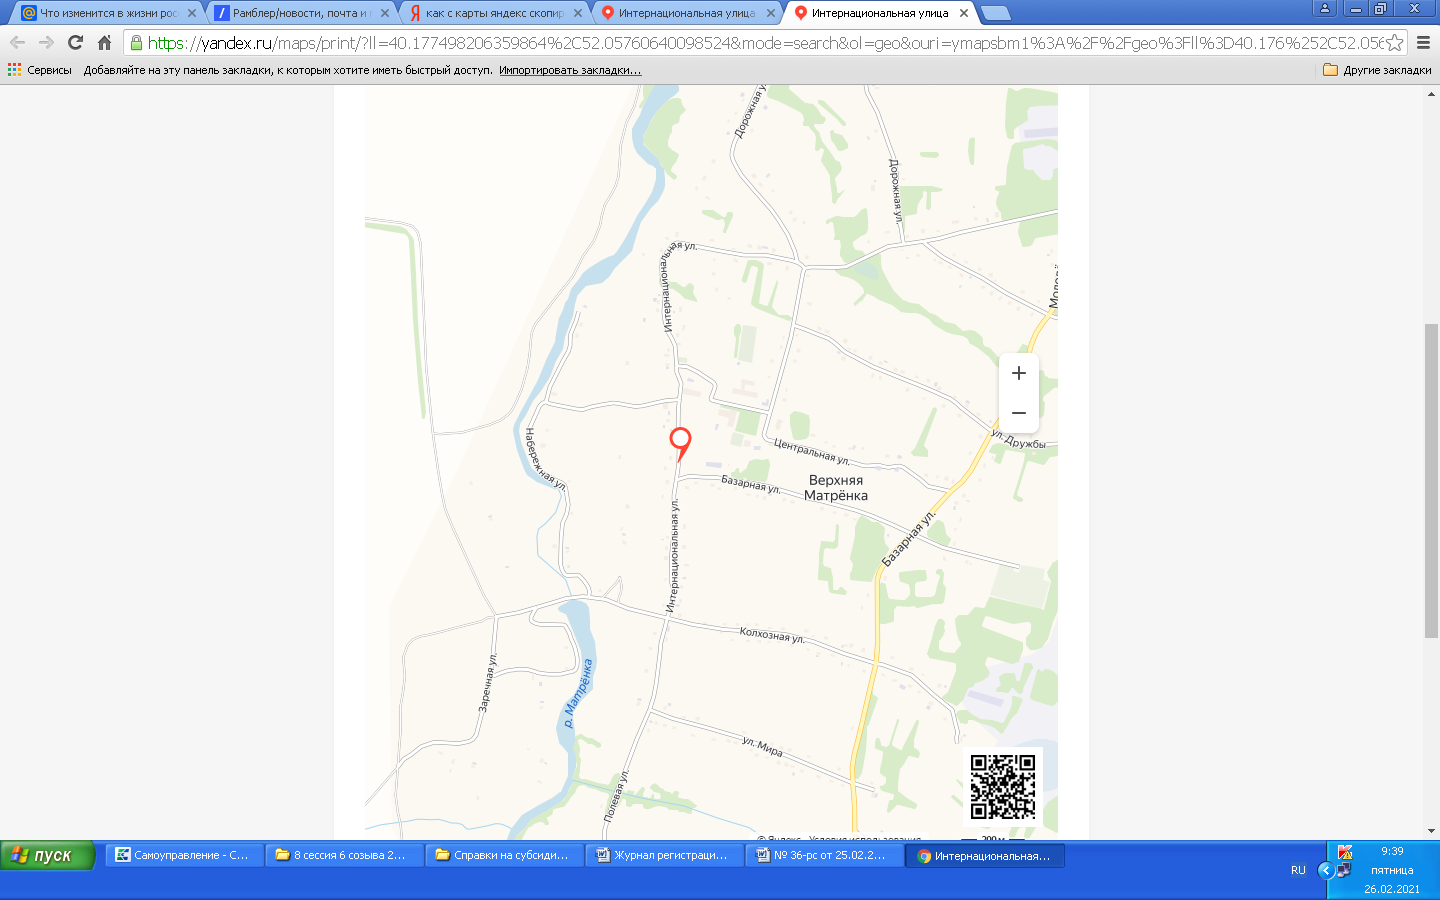 Что изменится в жизни рос
Рамблер/новости, почта и п
как с карты яндекс скопир
Интернациональная улица
Интернациональная улица
https://yandex.ru/maps/print/?ll=40.177498206359864%2C52.05760640098524&mode=search&ol=geo&ouri=ymapsbm1%3A%2F%2Fgeo%3Fll%3D40.176%252C52.056
Сервисы
Добавляйте на эту панель закладки, к которым хотите иметь быстрый доступ.
Импортировать закладки...
Другие закладки
Дорожная у
Дорожная ул.
Интернациональная ул.
+
−
ул. Дружбы
Набережная ул.
Центральная ул.
Базарная ул.
Верхняя
Матрёнка
Базарная ул.
Интернациональная ул.
Колхозная ул.
Заречная ул.
р. Матрёнка
ул. Мира
Полевая ул.
© Яндекс Условия использования
200 м
пуск
Самоуправление - С...
8 сессия 6 созыва 2...
Справки на субсиди...
Журнал регистраци...
№ 36-рс от 25.02.2...
Интернациональная...
RU
9:39
пятница
26.02.2021